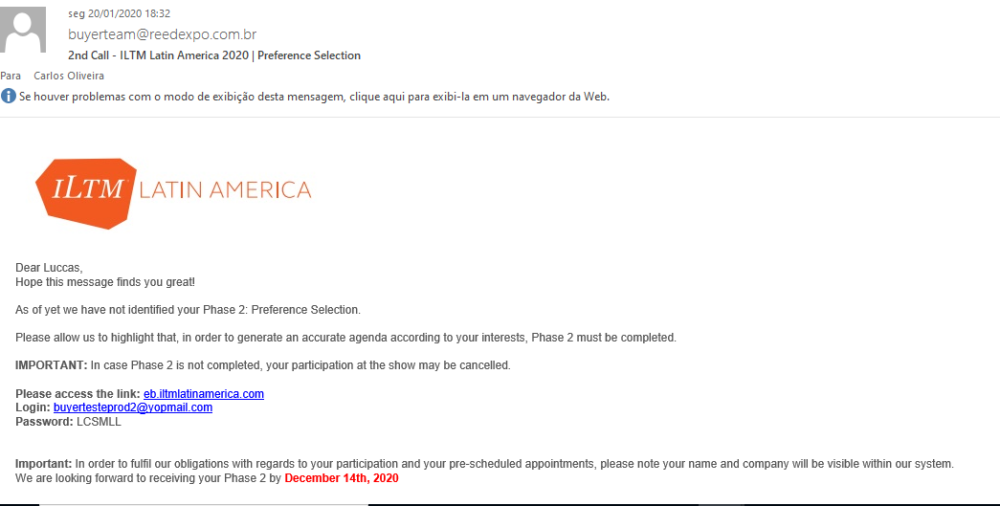 seg 20/01/2020 18:32
buyerteam@reedexpo.com.br
2nd Call - ILTM Latin America 2020 | Preference Selection
Para Carlos Oliveira
Se houver problemas com o modo de exibição desta mensagem, clique aqui para exibi-la em um navegador da Web.
ILTM LATIN AMERICA
Dear Luccas,
Hope this message finds you great!
As of yet we have not identified your Phase 2: Preference Selection.
Please allow us to highlight that, in order to generate an accurate agenda according to your interests, Phase 2 must be completed.
IMPORTANT: In case Phase 2 is not completed, your participation at the show may be cancelled.
Please access the link: eb.iltmlatinamerica.com
Login: buyertesteprod2@yopmail.com
Password: LCSMLL
Important: In order to fulfil our obligations with regards to your participation and your pre-scheduled appointments, please note your name and company will be visible within our system.
We are looking forward to receiving your Phase 2 by December 14th, 2020